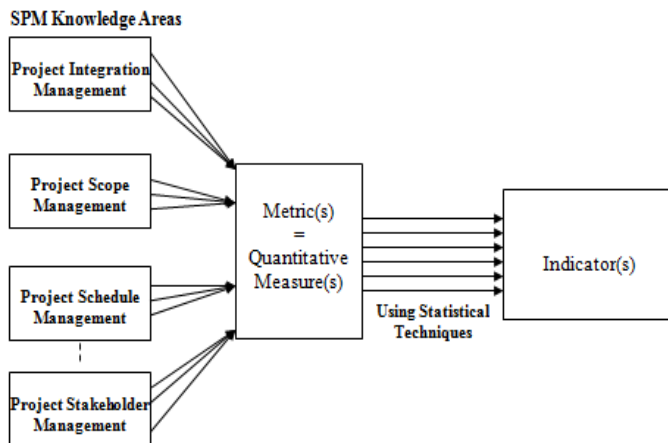 SPM Knowledge Areas
Project Integration
Management
Project Scope
Management
Project Schedule
Management
Project Stakeholder
Management
Metric(s)
=
Quantitative
Measure(s)
Using Statistical
Techniques
Indicator(s)